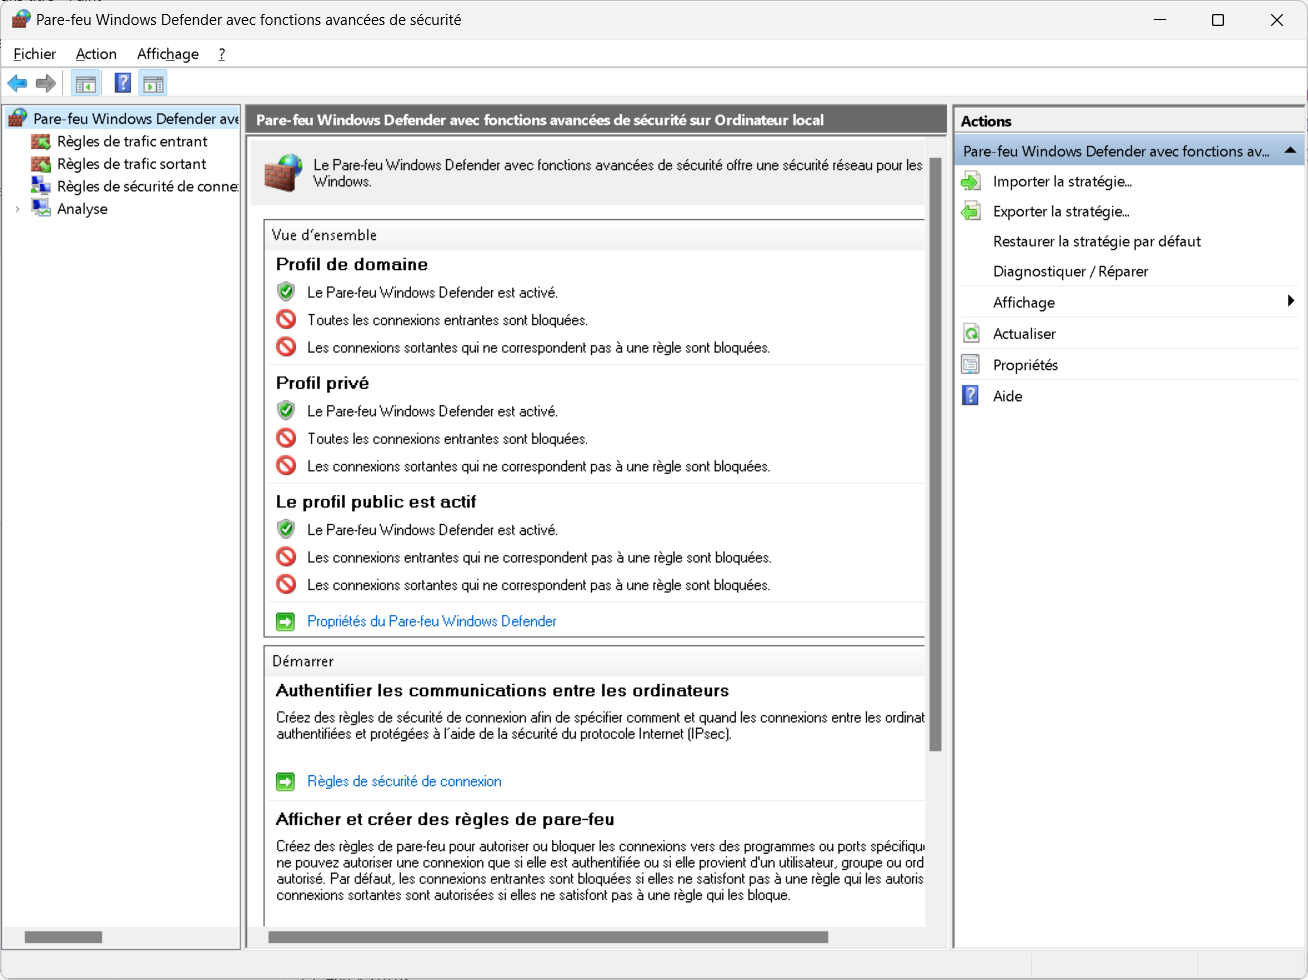 Pare-feu Windows Defender avec fonctions avancées de sécurité
Fichier Action Affichage ?
Pare-feu Windows Defender ave
Règles de trafic entrant
Règles de trafic sortant
Règles de sécurité de conne
Analyse
Pare-feu Windows Defender avec fonctions avancées de sécurité sur Ordinateur local
Le Pare-feu Windows Defender avec fonctions avancées de sécurité offre une sécurité réseau pour les
Windows.
Vue d'ensemble
Profil de domaine
Le Pare-feu Windows Defender est activé.
Toutes les connexions entrantes sont bloquées.
Les connexions sortantes qui ne correspondent pas à une règle sont bloquées.
Profil privé
Le Pare-feu Windows Defender est activé.
Toutes les connexions entrantes sont bloquées.
Les connexions sortantes qui ne correspondent pas à une règle sont bloquées.
Le profil public est actif
Le Pare-feu Windows Defender est activé.
Les connexions entrantes qui ne correspondent pas à une règle sont bloquées.
Les connexions sortantes qui ne correspondent pas à une règle sont bloquées.
Propriétés du Pare-feu Windows Defender
Démarrer
Authentifier les communications entre les ordinateurs
Créez des règles de sécurité de connexion afin de spécifier comment et quand les connexions entre les ordinat
authentifiées et protégées à l'aide de la sécurité du protocole Internet (IPsec).
Règles de sécurité de connexion
Afficher et créer des règles de pare-feu
Créez des règles de pare-feu pour autoriser ou bloquer les connexions vers des programmes ou ports spécifiqu
ne pouvez autoriser une connexion que si elle est authentifiée ou si elle provient d'un utilisateur, groupe ou ord
autorisé. Par défaut, les connexions entrantes sont bloquées si elles ne satisfont pas à une règle qui les autoris
connexions sortantes sont autorisées si elles ne satisfont pas à une règle qui les bloque.
Actions
Pare-feu Windows Defender avec fonctions av...
Importer la stratégie...
Exporter la stratégie...
Restaurer la stratégie par défaut
Diagnostiquer / Réparer
Affichage
Actualiser
Propriétés
Aide